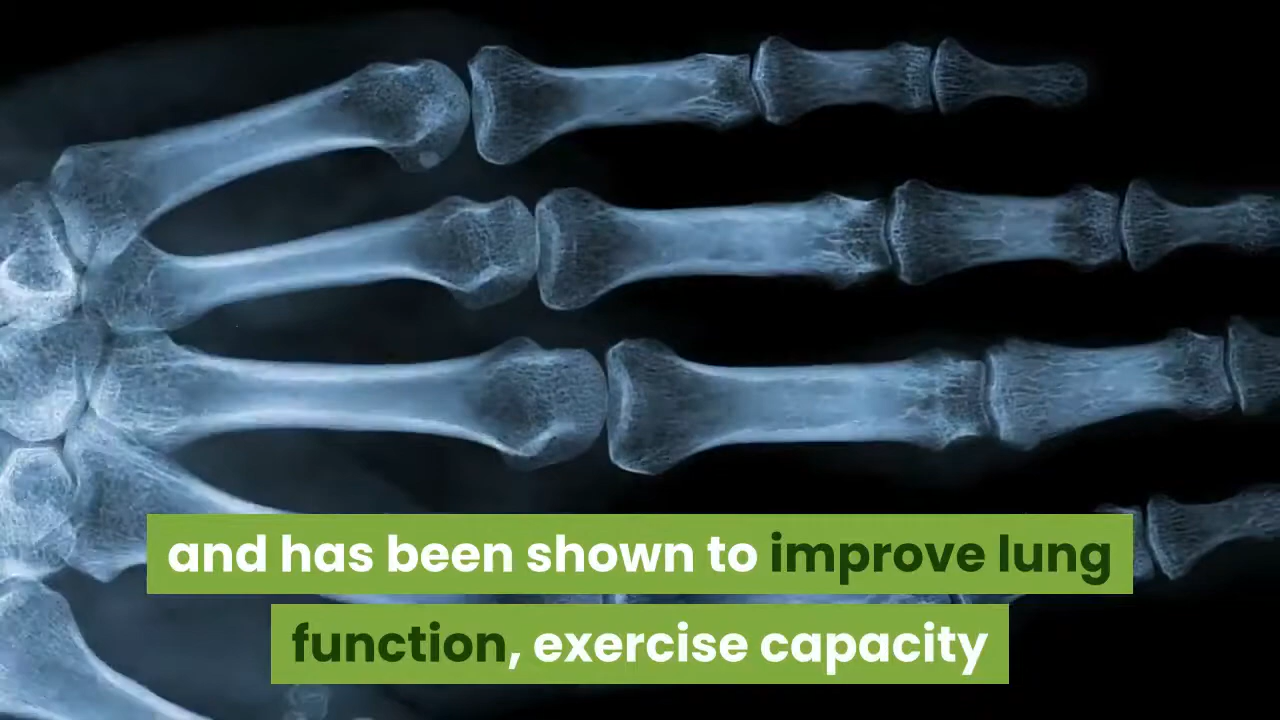 and has been shown to improve lung
function, exercise capacity